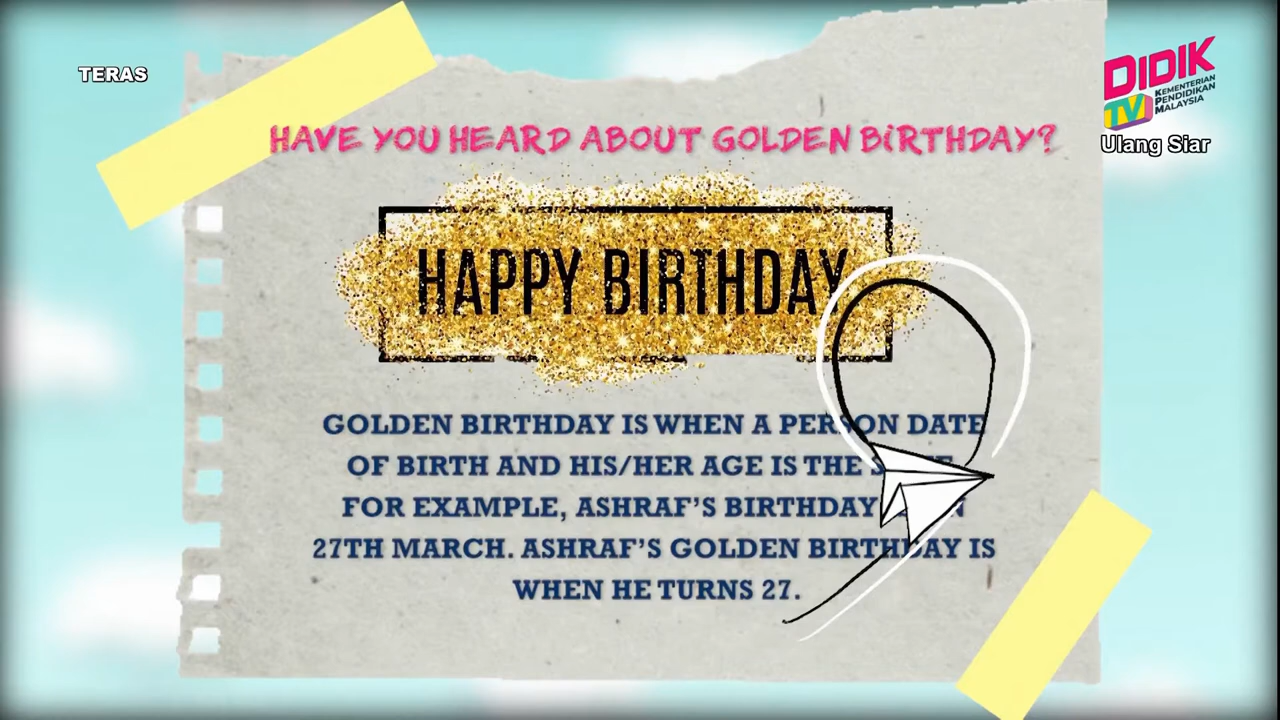 TERAS
DIDIK
TV
KEMENTERIAN
PENDIDIKAN
MALAYSIA
Ulang Siar
HAVE YOU HEARD ABOUT GOLDEN BIRTHDAY?
HAPPY BIRTHDAY
GOLDEN BIRTHDAY IS WHEN A PERSON DATE
OF BIRTH AND HIS/HER AGE IS THE
FOR EXAMPLE, ASHRAF'S BIRTHDAY
27TH MARCH. ASHRAF'S GOLDEN BIRTHDAY IS
WHEN HE TURNS 27.